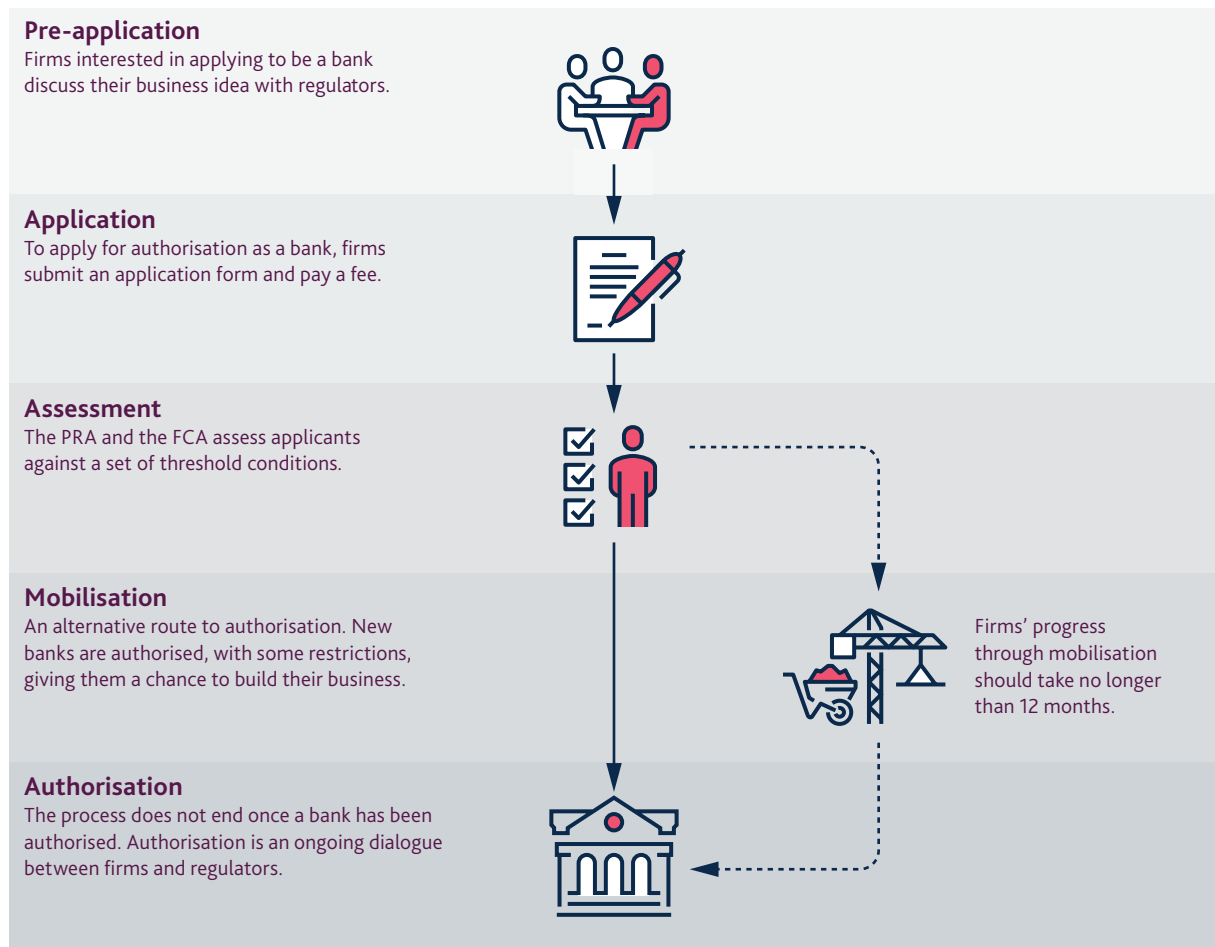 Pre-application
Firms interested in applying to be a bank
discuss their business idea with regulators.
Application
To apply for authorisation as a bank, firms
submit an application form and pay a fee.
Assessment
The PRA and the FCA assess applicants
against a set of threshold conditions.
Mobilisation
An alternative route to authorisation. New
banks are authorised, with some restrictions,
giving them a chance to build their business.
Firms’ progress
through mobilisation
should take no longer
than 12 months.
Authorisation
The process does not end once a bank has been
authorised. Authorisation is an ongoing dialogue
between firms and regulators.